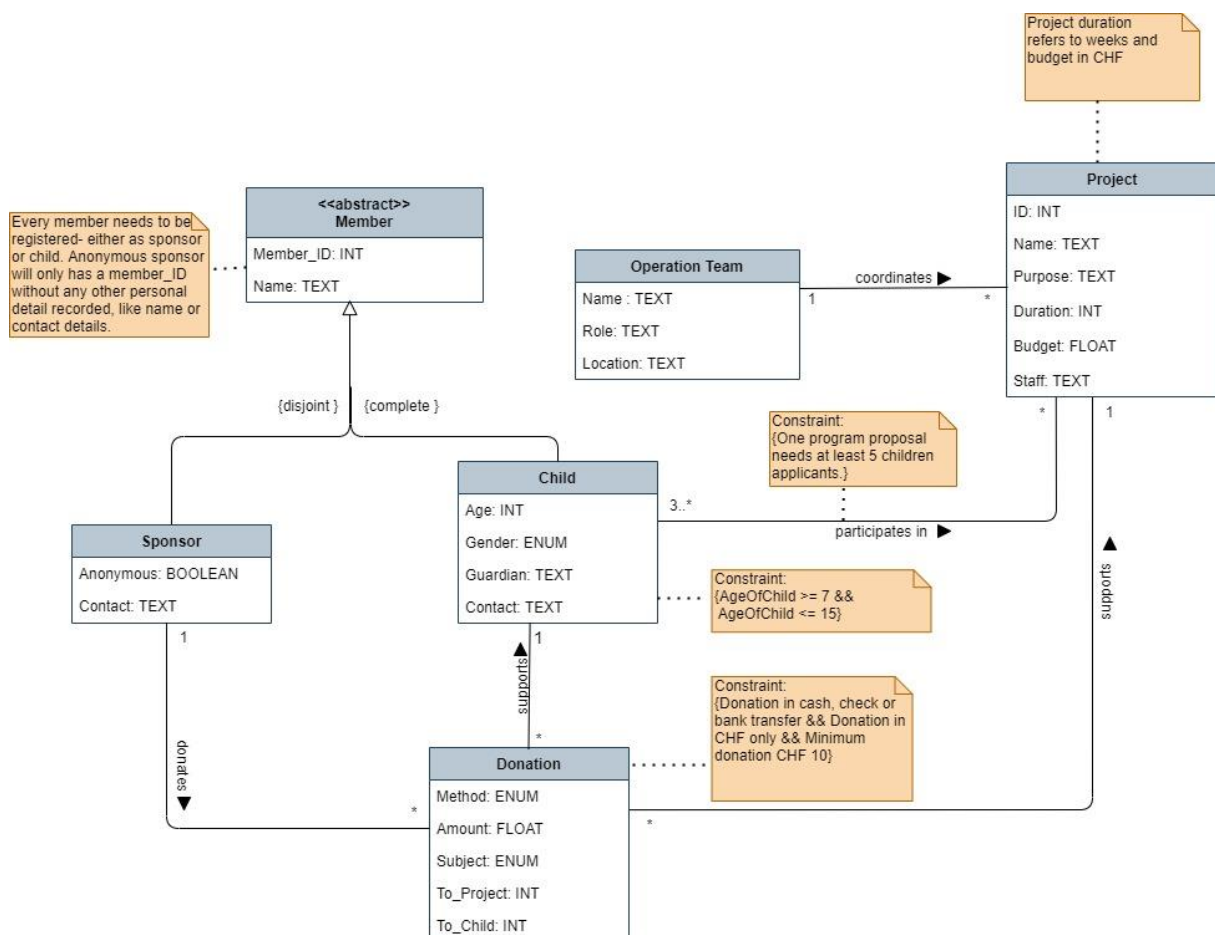 Project duration
refers to weeks and
budget in CHF
Project
ID: INT
Name: TEXT
Purpose: TEXT
Duration: INT
Budget: FLOAT
Staff: TEXT
<<abstract>>
Member
Member_ID: INT
Name: TEXT
Every member needs to be
registered- either as sponsor
or child. Anonymous sponsor
will only has a member_ID
without any other personal
detail recorded, like name or
contact details.
Operation Team
Name : TEXT
Role: TEXT
Location: TEXT
coordinates
1
*
{disjoint }
{complete }
*
1
Constraint:
{One program proposal
needs at least 5 children
applicants.}
Child
Age: INT
Gender: ENUM
Guardian: TEXT
Contact: TEXT
3..*
participates in
Sponsor
Anonymous: BOOLEAN
Contact: TEXT
Constraint:
{AgeOfChild >= 7 &&
AgeOfChild <= 15}
supports
1
1
supports
*
donates
*
Constraint:
{Donation in cash, check or
bank transfer && Donation in
CHF only && Minimum
donation CHF 10}
*
Donation
Method: ENUM
Amount: FLOAT
Subject: ENUM
To_Project: INT
To_Child: INT